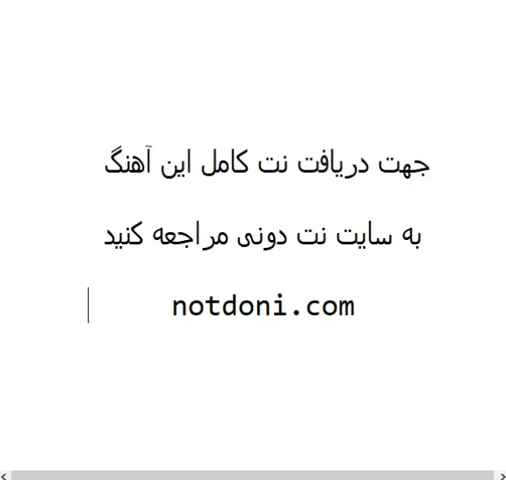 جهت دریافت نت کامل این آهنگ
به سایت نت دونی مراجعه کنید
notdoni.com